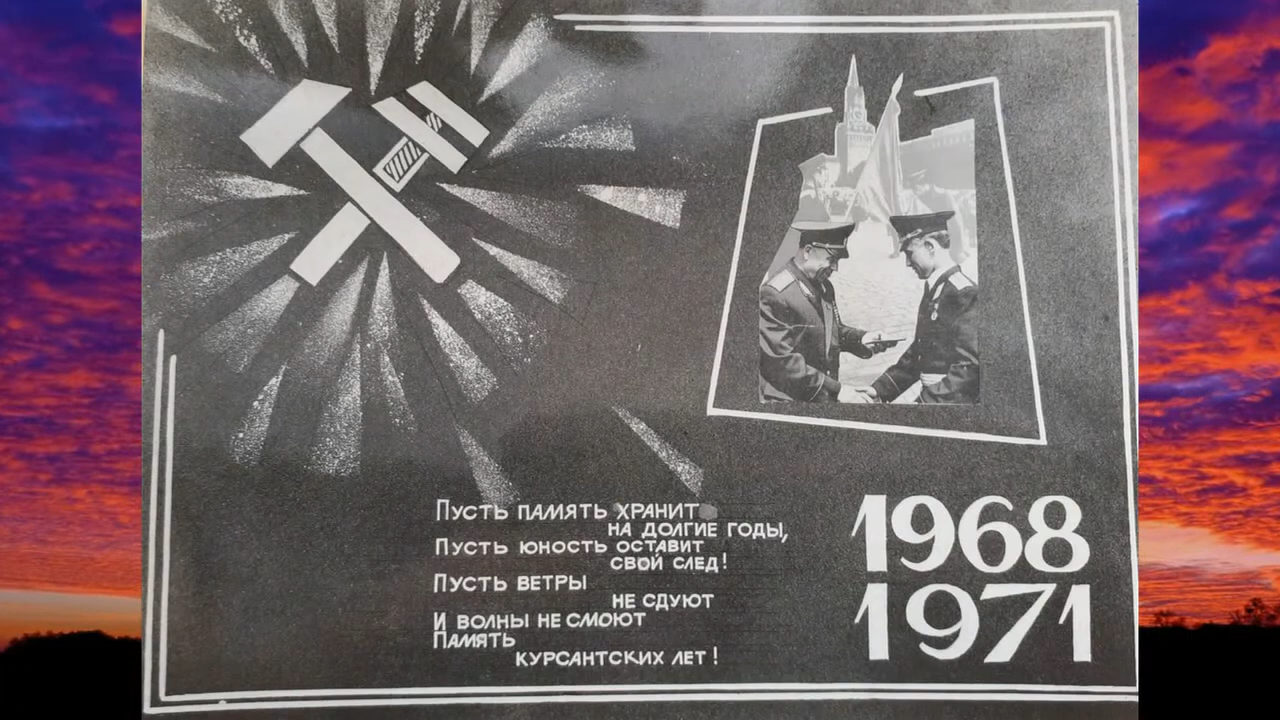 Пусть память хранит
на долгие годы,
Пусть юность оставит
свой след!
Пусть ветры
не сдуют
И волны не смоют
Память
курсантских лет!
1968
1971